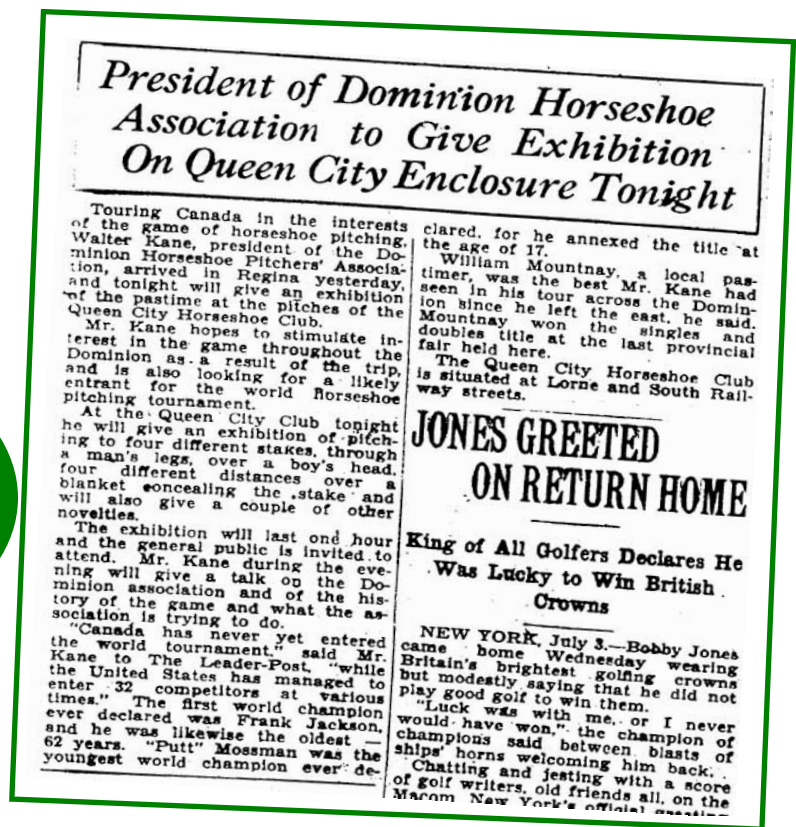 President of Dominion Horseshoe
Association to Give Exhibition
On Queen City Enclosure Tonight
Touring Canada in the interests
of the game of horseshoe pitching,
Walter Kane, president of the Do-
minion Horseshoe Pitchers' Associa-
tion, arrived in Regina yesterday,
and tonight will give an exhibition
of the pastime at the pitches of the
Queen City Horseshoe Club.
Mr. Kane hopes to stimulate in-
terest in the game throughout the
Dominion as a result of the trip,
and is also looking for a likely
entrant for the world horseshoe
pitching tournament.
At the Queen City Club tonight
he will give an exhibition of pitch-
ing to four different stakes, through
a man's legs, over a boy's head,
four different distances over a
blanket concealing the stake and
will also give a couple of other
novelties.
The exhibition will last one hour
and the general public is invited to
attend. Mr. Kane during the eve-
ning will give a talk on the Do-
minion association and of the his-
tory of the game and what the as-
sociation is trying to do.
"Canada has never yet entered
the world tournament," said Mr.
Kane to The Leader-Post, "while
the United States has managed to
enter 32 competitors at various
times." The first world champion
ever declared was Frank Jackson,
and he was likewise the oldest —
62 years. "Putt" Mossman was the
youngest world champion ever de-
clared, for he annexed the title at
the age of 17.
William Mountnay, a local pas-
timer, was the best Mr. Kane had
seen in his tour across the Domin-
ion since he left the east, he said.
Mountnay won the singles and
doubles title at the last provincial
fair held here.
The Queen City Horseshoe Club
is situated at Lorne and South Rail-
way streets.
JONES GREETED
ON RETURN HOME
King of All Golfers Declares He
Was Lucky to Win British
Crowns
NEW YORK, July 3.—Bobby Jones
came home Wednesday wearing
Britain's brightest golfing crowns
but modestly saying that he did not
play good golf to win them.
"Luck was with me, or I never
would have won," the champion of
champions said between blasts of
ships' horns welcoming him back.
Chatting and jesting with a score
of golf writers, old friends all, on the
Macom, New York's official